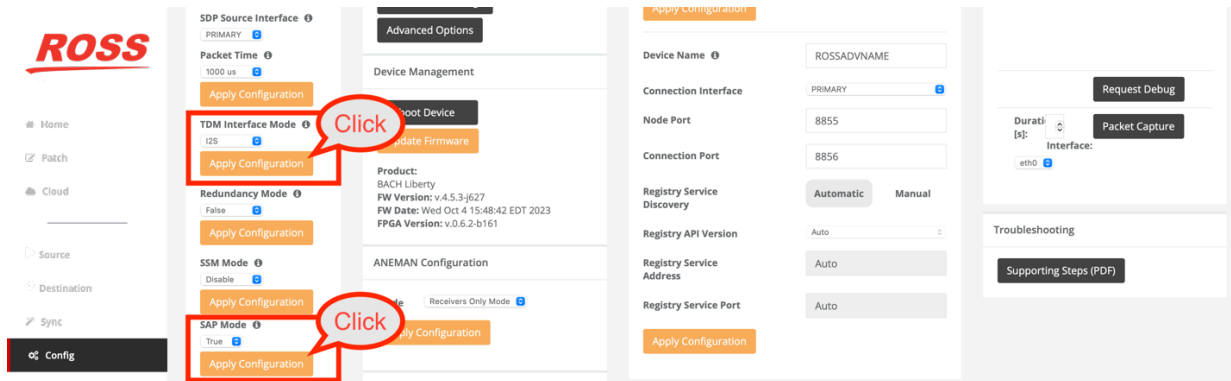 ROSS
Home
Patch
Cloud
Source
Destination
Sync
Config
SDP Source Interface
PRIMARY
Packet Time
1000 us
Apply Configuration
TDM Interface Mode
I2S
Apply Configuration
Click
Redundancy Mode
False
Apply Configuration
SSM Mode
Disable
Apply Configuration
SAP Mode
True
Apply Configuration
Click
Advanced Options
Device Management
boot Device
pdate Firmware
Product:
BACH Liberty
FW Version: v.4.5.3-j627
FW Date: Wed Oct 4 15:48:42 EDT 2023
FPGA Version: v.0.6.2-b161
ANEMAN Configuration
Receivers Only Mode
ply Configuration
Apply Configuration
Device Name
ROSSADVNAME
Connection Interface
PRIMARY
Node Port
8855
Connection Port
8856
Registry Service
Discovery
Automatic Manual
Registry API Version
Auto
Registry Service
Address
Auto
Registry Service Port
Auto
Apply Configuration
Request Debug
Durati
[s]:
Packet Capture
Interface:
eth0
Troubleshooting
Supporting Steps (PDF)